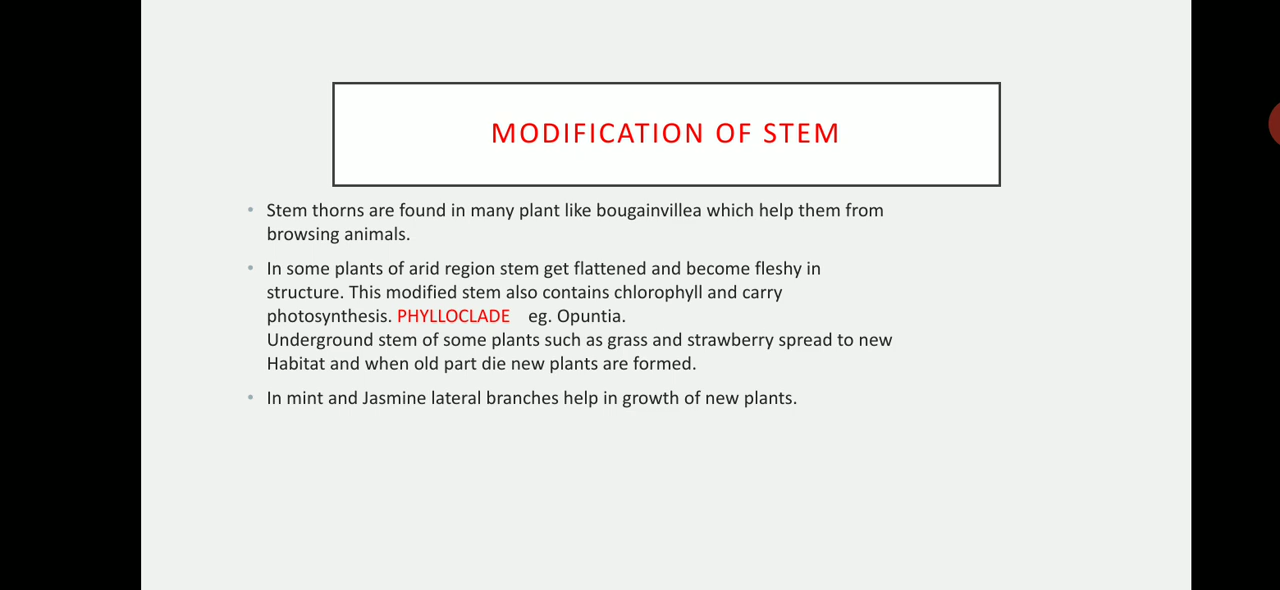 MODIFICATION OF STEM
• Stem thorns are found in many plant like bougainvillea which help them from
browsing animals.
• In some plants of arid region stem get flattened and become fleshy in
structure. This modified stem also contains chlorophyll and carry
photosynthesis. PHYLLOCLADE eg. Opuntia.
Underground stem of some plants such as grass and strawberry spread to new
Habitat and when old part die new plants are formed.
• In mint and Jasmine lateral branches help in growth of new plants.